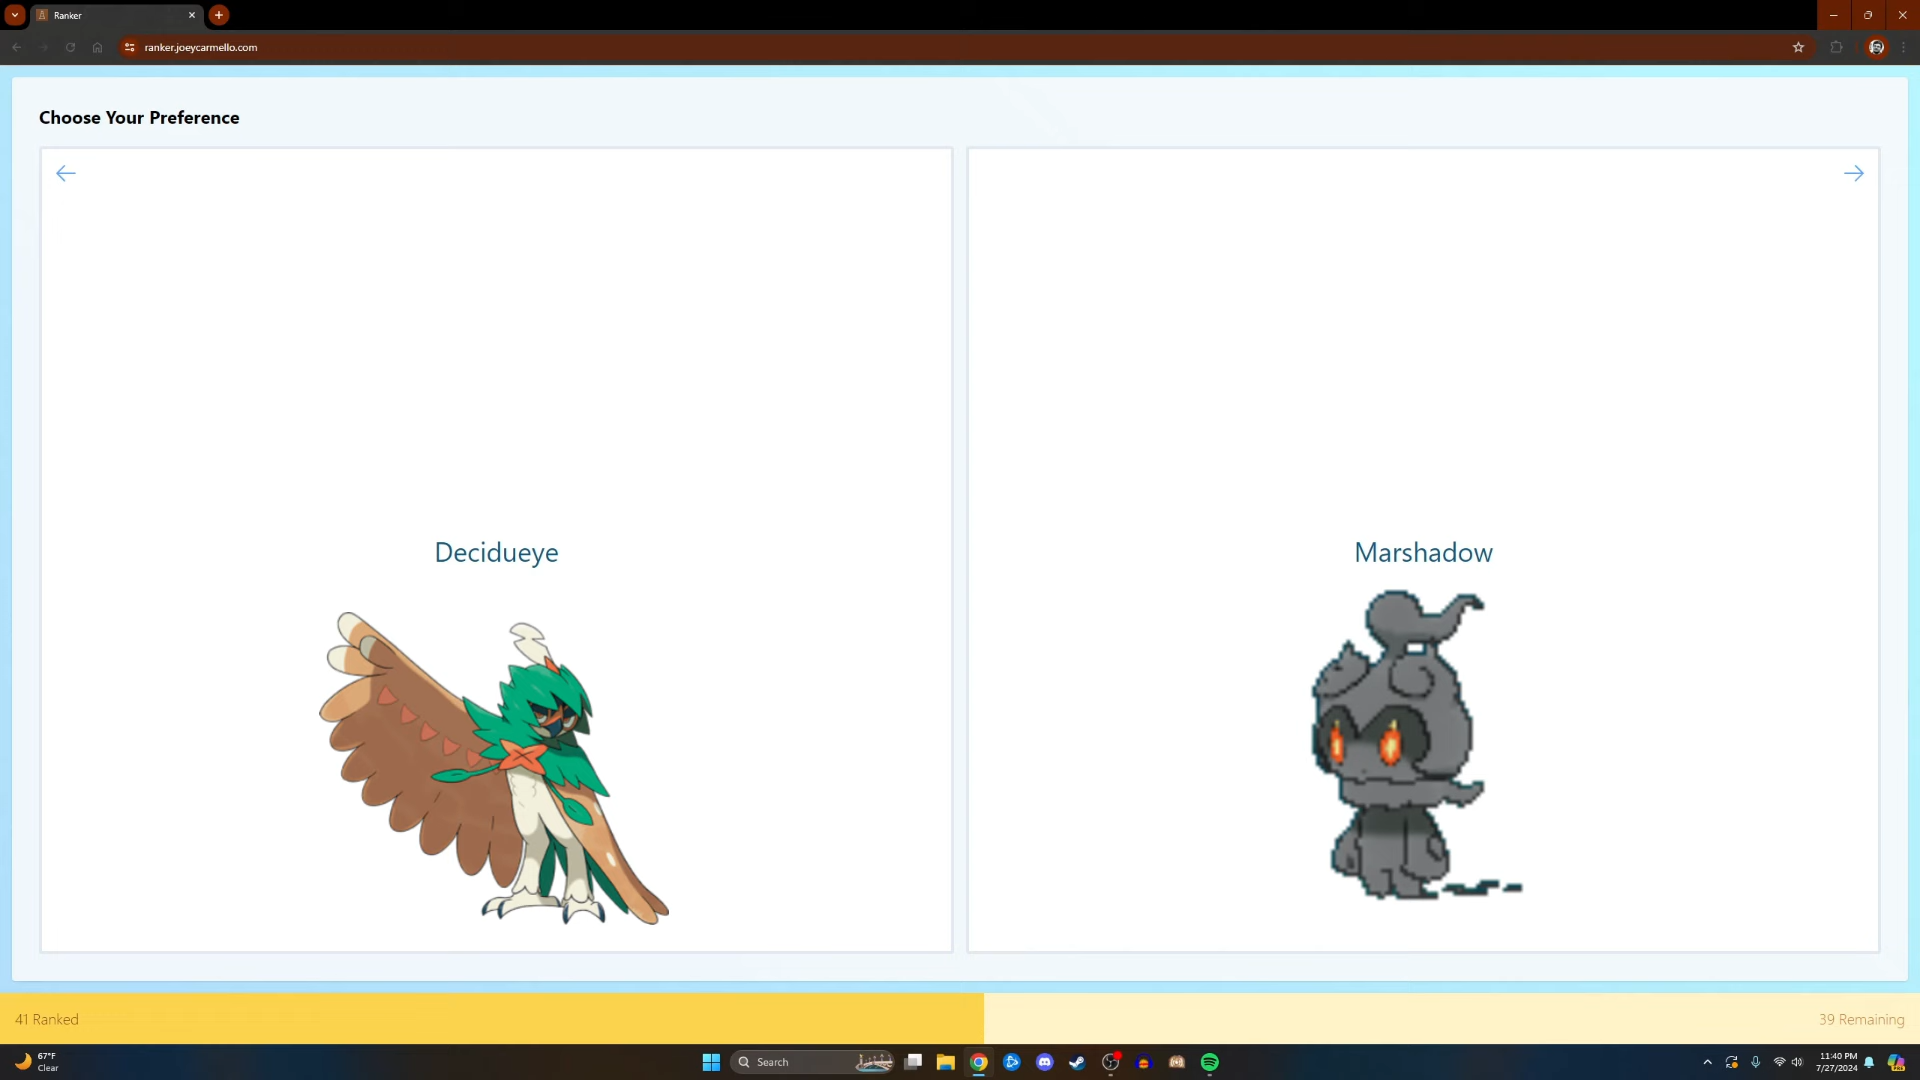 Ranker
ranker.joeycarmello.com
Choose Your Preference
Decidueye
Marshadow
41 Ranked
39 Remaining
67°F
Clear
Search
11:40 PM
7/27/2024